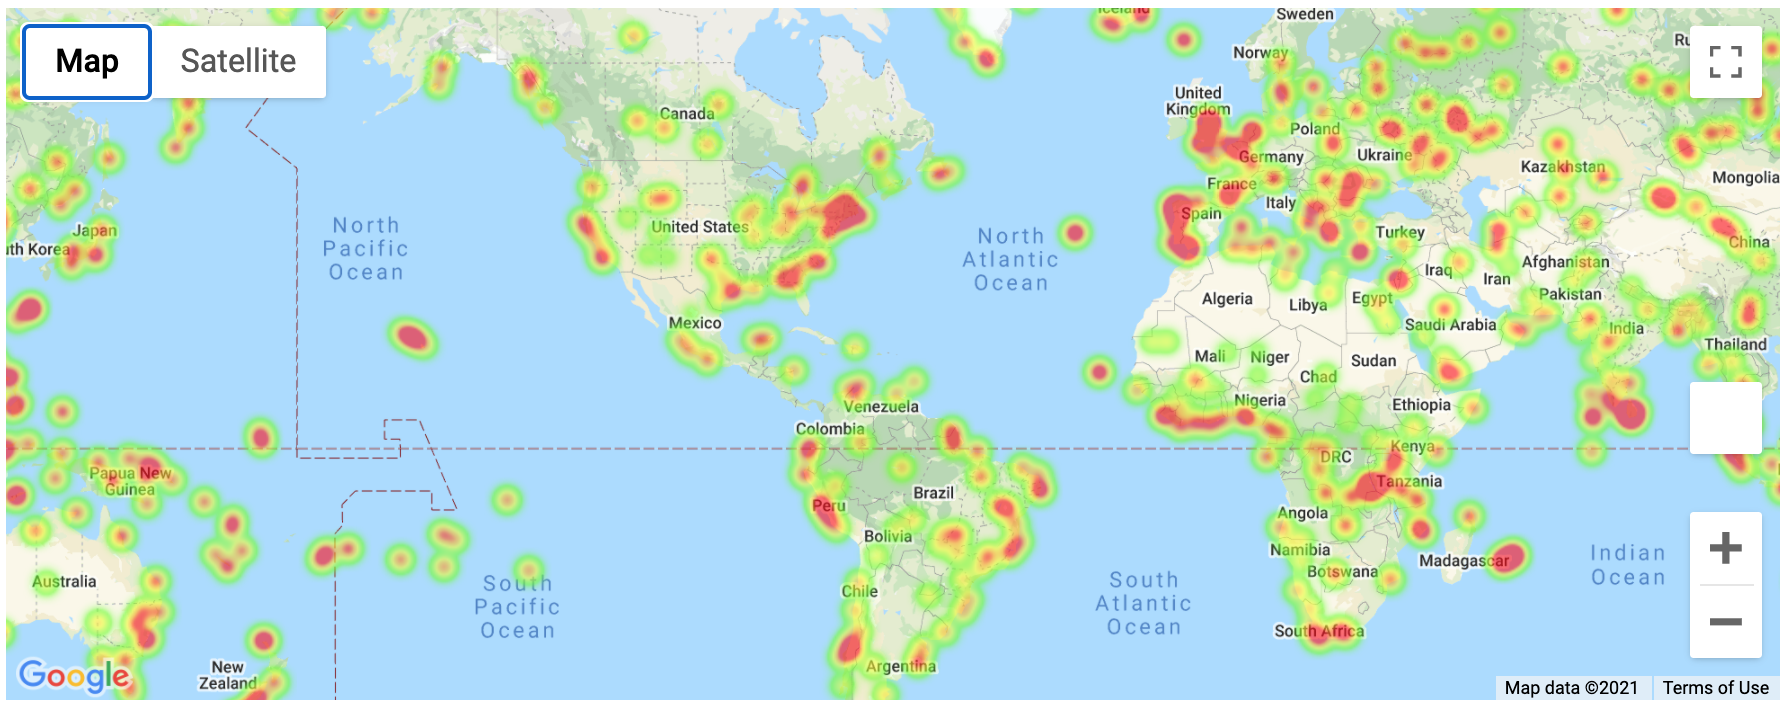 Iceland
Sweden
Map
Satellite
Ru
Norway
United
Kingdom
Canada
Poland
Germany
Ukraine
Kazakhstan
Mongolia
France
Italy
Spain
North
Pacific
Ocean
United States
Japan
th Korea
North
Atlantic
Ocean
Turkey
China
Iraq
Iran
Afghanistan
Algeria
Libya
Egypt
Pakistan
Mexico
Saudi Arabia
India
Thailand
Mali
Niger
Sudan
Chad
Venezuela
Nigeria
Ethiopia
Colombia
Kenya
DRC
Papua New
Guinea
Tanzania
Brazil
Peru
Angola
Bolivia
Namibia
Madagascar
Indian
Ocean
Botswana
Australia
South
Pacific
Ocean
Chile
South
Atlantic
Ocean
South Africa
Argentina
New
Zealand
Google
Map data ©2021
Terms of Use